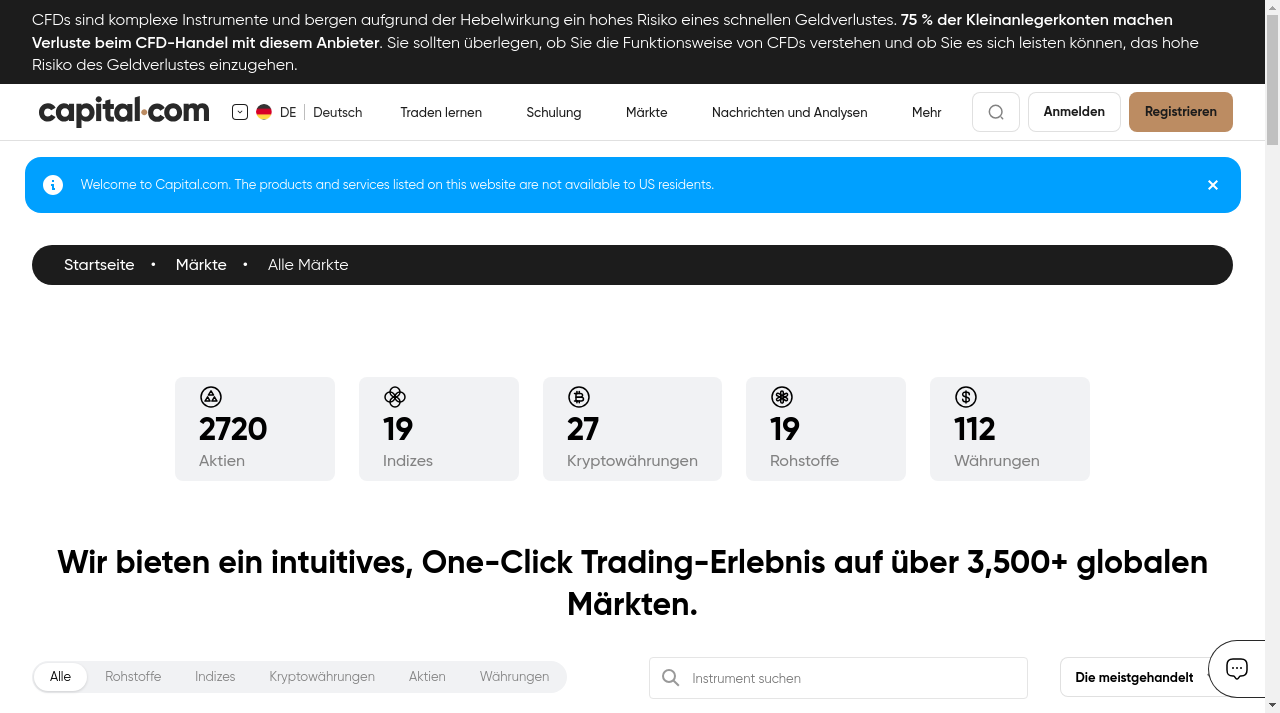 CFDs sind komplexe Instrumente und bergen aufgrund der Hebelwirkung ein hohes Risiko eines schnellen Geldverlustes. 75 % der Kleinanlegerkonten machen
Verluste beim CFD-Handel mit diesem Anbieter. Sie sollten überlegen, ob Sie die Funktionsweise von CFDs verstehen und ob Sie es sich leisten können, das hohe
Risiko des Geldverlustes einzugehen.
capital.com DE Deutsch Traden lernen Schulung Märkte Nachrichten und Analysen Mehr Anmelden Registrieren
Welcome to Capital.com. The products and services listed on this website are not available to US residents.
Startseite • Märkte • Alle Märkte
2720 19 27 19 112
Aktien Indizes Kryptowährungen Rohstoffe Währungen
Wir bieten ein intuitives, One-Click Trading-Erlebnis auf über 3,500+ globalen
Märkten.
Alle Rohstoffe Indizes Kryptowährungen Aktien Währungen Instrument suchen Die meistgehandelt